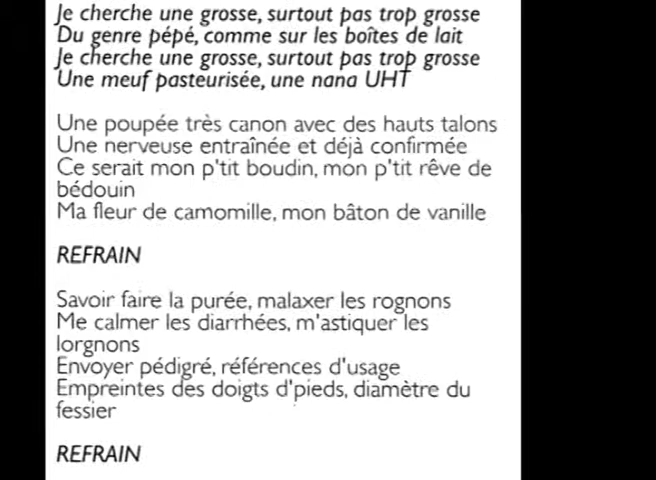 Je cherche une grosse, surtout pas trop grosse
Du genre pépé, comme sur les boîtes de lait
Je cherche une grosse, surtout pas trop grosse
Une meuf pasteurisée, une nana UHT
Une poupée très canon avec des hauts talons
Une nerveuse entraînée et déjà confirmée
Ce serait mon p'tit boudin, mon p'tit rêve de
bédouin
Ma fleur de camomille, mon bâton de vanille
REFRAIN
Savoir faire la purée, malaxer les rognons
Me calmer les diarrhées, m'astiquer les
lorgnons
Envoyer pédigré, références d'usage
Empreintes des doigts d'pieds, diamètre du
fessier
REFRAIN